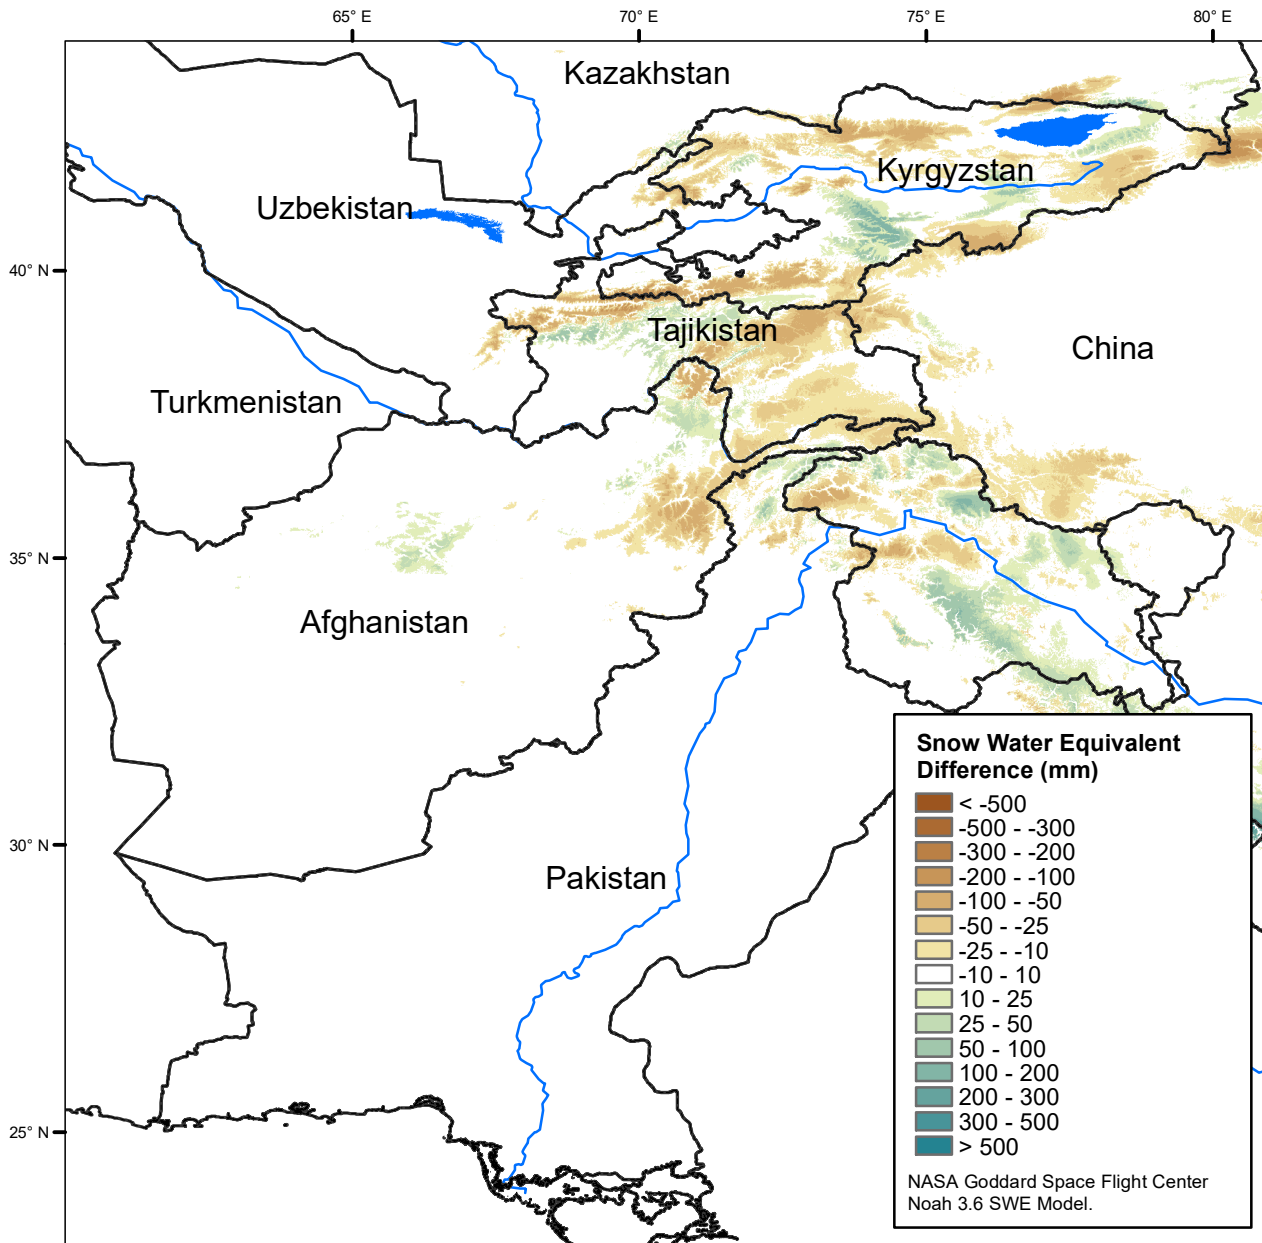 65° E 70° E 75° E 80° E
Kazakhstan
Kyrgyzstan
Uzbekistan
40° N
Tajikistan
China
Turkmenistan
35° N
Afghanistan
Snow Water Equivalent
Difference (mm)
< -500
-500 - -300
-300 - -200
-200 - -100
-100 - -50
-50 - -25
-25 - -10
-10 - 10
10 - 25
25 - 50
50 - 100
100 - 200
200 - 300
300 - 500
> 500
NASA Goddard Space Flight Center
Noah 3.6 SWE Model.
30° N
Pakistan
25° N